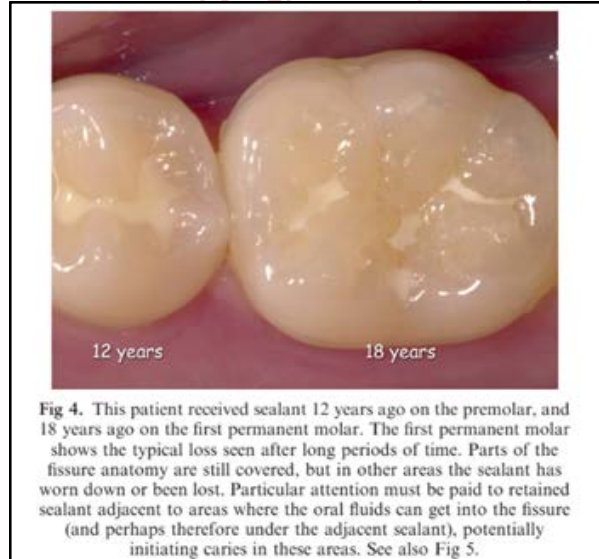 12 years
18 years
Fig 4. This patient received sealant 12 years ago on the premolar, and
18 years ago on the first permanent molar. The first permanent molar
shows the typical loss seen after long periods of time. Parts of the
fissure anatomy are still covered, but in other areas the sealant has
worn down or been lost. Particular attention must be paid to retained
sealant adjacent to areas where the oral fluids can get into the fissure
(and perhaps therefore under the adjacent sealant), potentially
initiating caries in these areas. See also Fig 5.